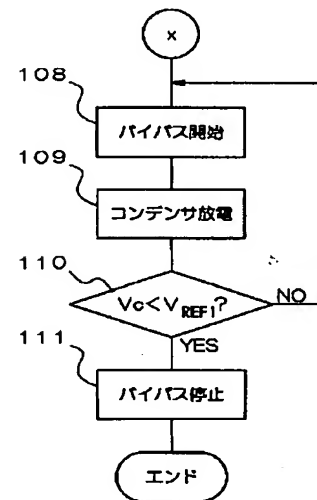 x
108
バイパス開始
109
コンデンサ放電
110
Vc<V REF1?
NO
YES
111
バイパス停止
エンド